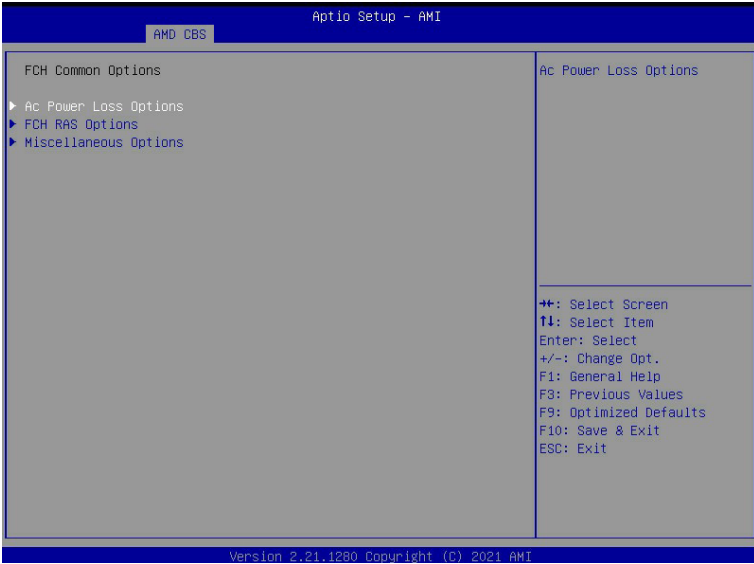 Aptio Setup – AMI
AMD CBS
FCH Common Options
Ac Power Loss Options
FCH RAS Options
Miscellaneous Options
Ac Power Loss Options
→←: Select Screen
↑↓: Select Item
Enter: Select
+/-: Change Opt.
F1: General Help
F3: Previous Values
F9: Optimized Defaults
F10: Save & Exit
ESC: Exit
Version 2.21.1280 Copyright (C) 2021 AMI